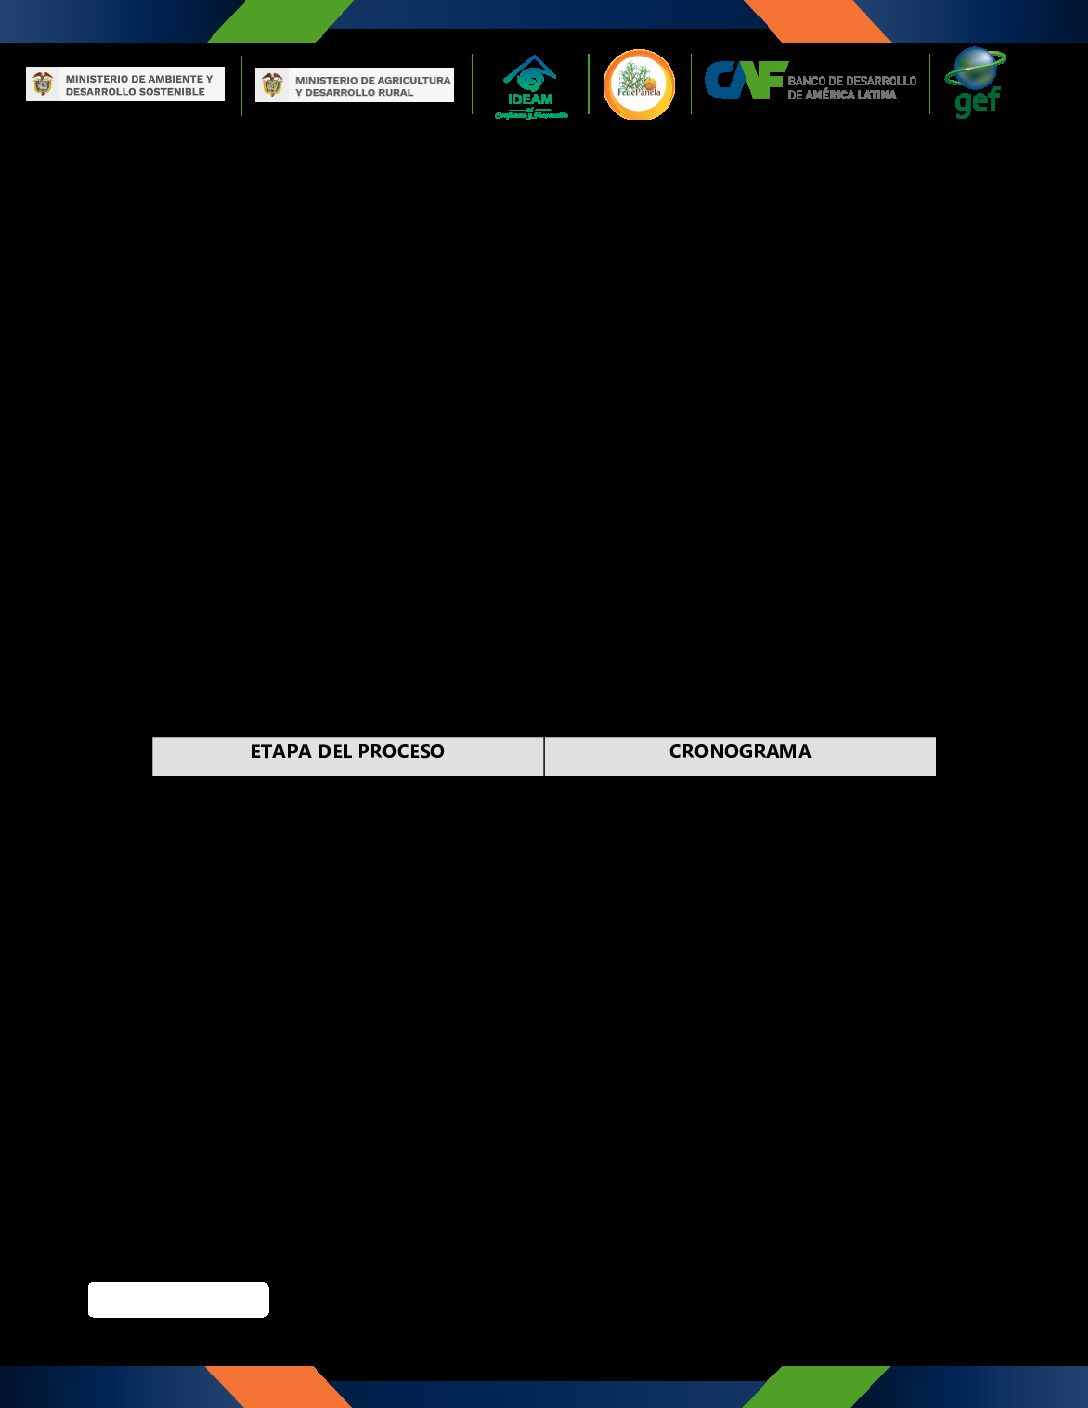 MINISTERIO DE AMBIENTE Y
DESARROLLO SOSTENIBLE
MINISTERIO DE AGRICULTURA
Y DESARROLLO RURAL
IDEAM
FedePanela
CAF
BANCO DE DESARROLLO
DE AMÉRICA LATINA
gef
ETAPA DEL PROCESO
CRONOGRAMA